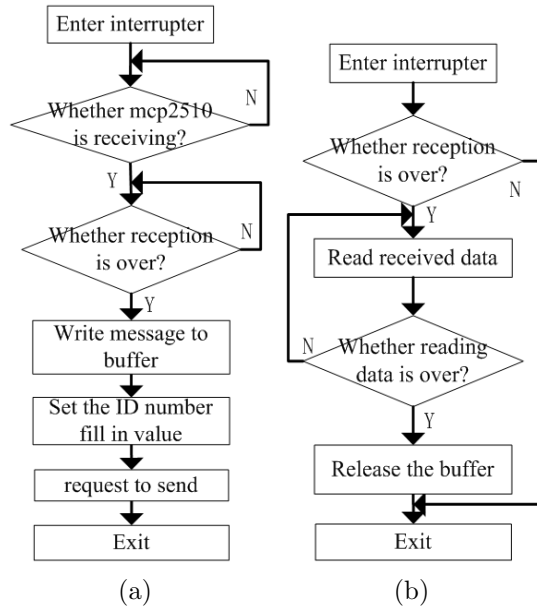 Enter interrupter
Whether mcp2510
is receiving?
N
Y
Whether reception
is over?
N
Y
Write message to
buffer
Set the ID number
fill in value
request to send
Exit
(a)
Enter interrupter
Whether reception
is over?
N
Y
Read received data
Whether reading
data is over?
N
Y
Release the buffer
Exit
(b)